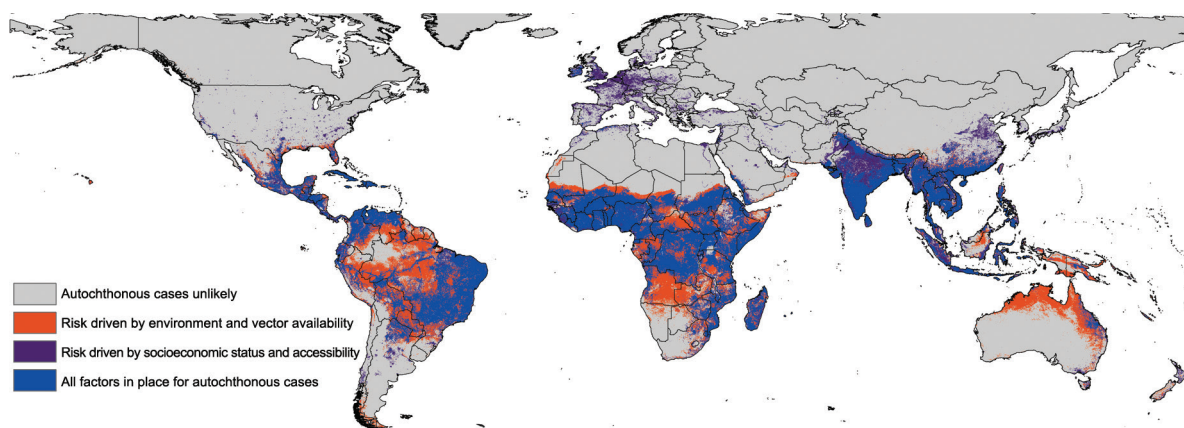 Autochthonous cases unlikely
Risk driven by environment and vector availability
Risk driven by socioeconomic status and accessibility
All factors in place for autochthonous cases